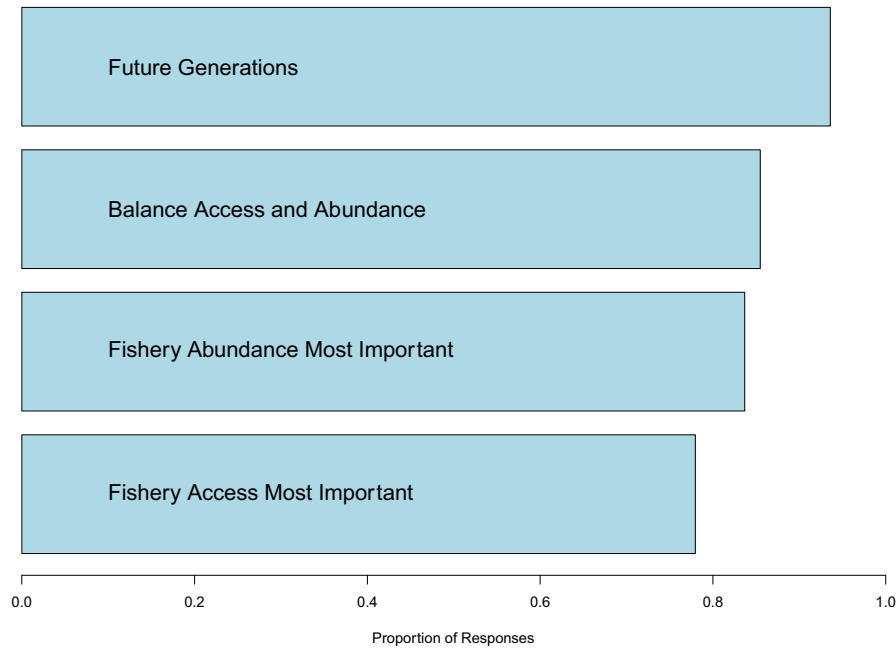 Future Generations
Balance Access and Abundance
Fishery Abundance Most Important
Fishery Access Most Important
0.0 0.2 0.4 0.6 0.8 1.0
Proportion of Responses